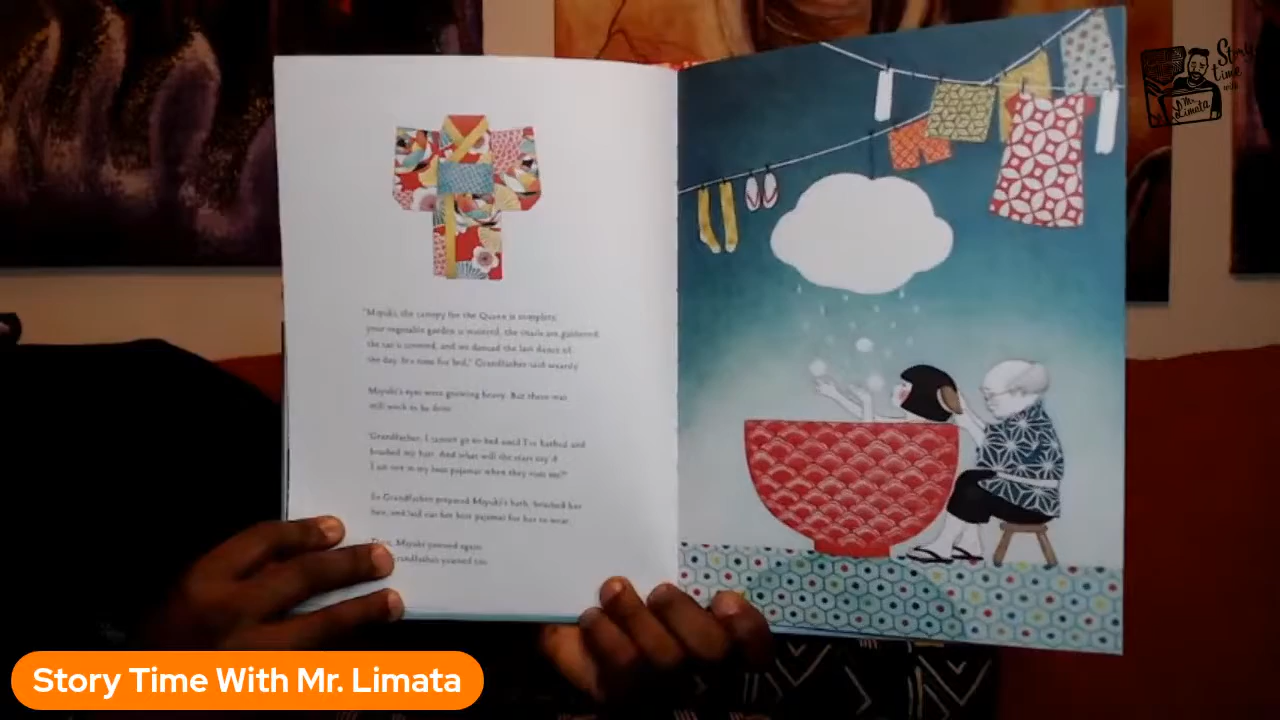 Story
time
with
Mr.
Limata
"Miyuki, the canopy for the Queen is complete,
your vegetable garden is watered, the snails are gathered,
the cat is covered, and we danced the last dance of
the day. It's time for bed," Grandfather said wearily.
Miyuki's eyes were growing heavy. But there was
still work to be done.
"Grandfather, I cannot go to bed until I've bathed and
brushed my hair. And what will the stars say if
I am not in my best pajamas when they visit me?"
So Grandfather prepared Miyuki's bath, brushed her
hair, and laid out her best pajamas for her to wear.
Then, Miyuki yawned again.
Grandfather yawned too.
Story Time With Mr. Limata